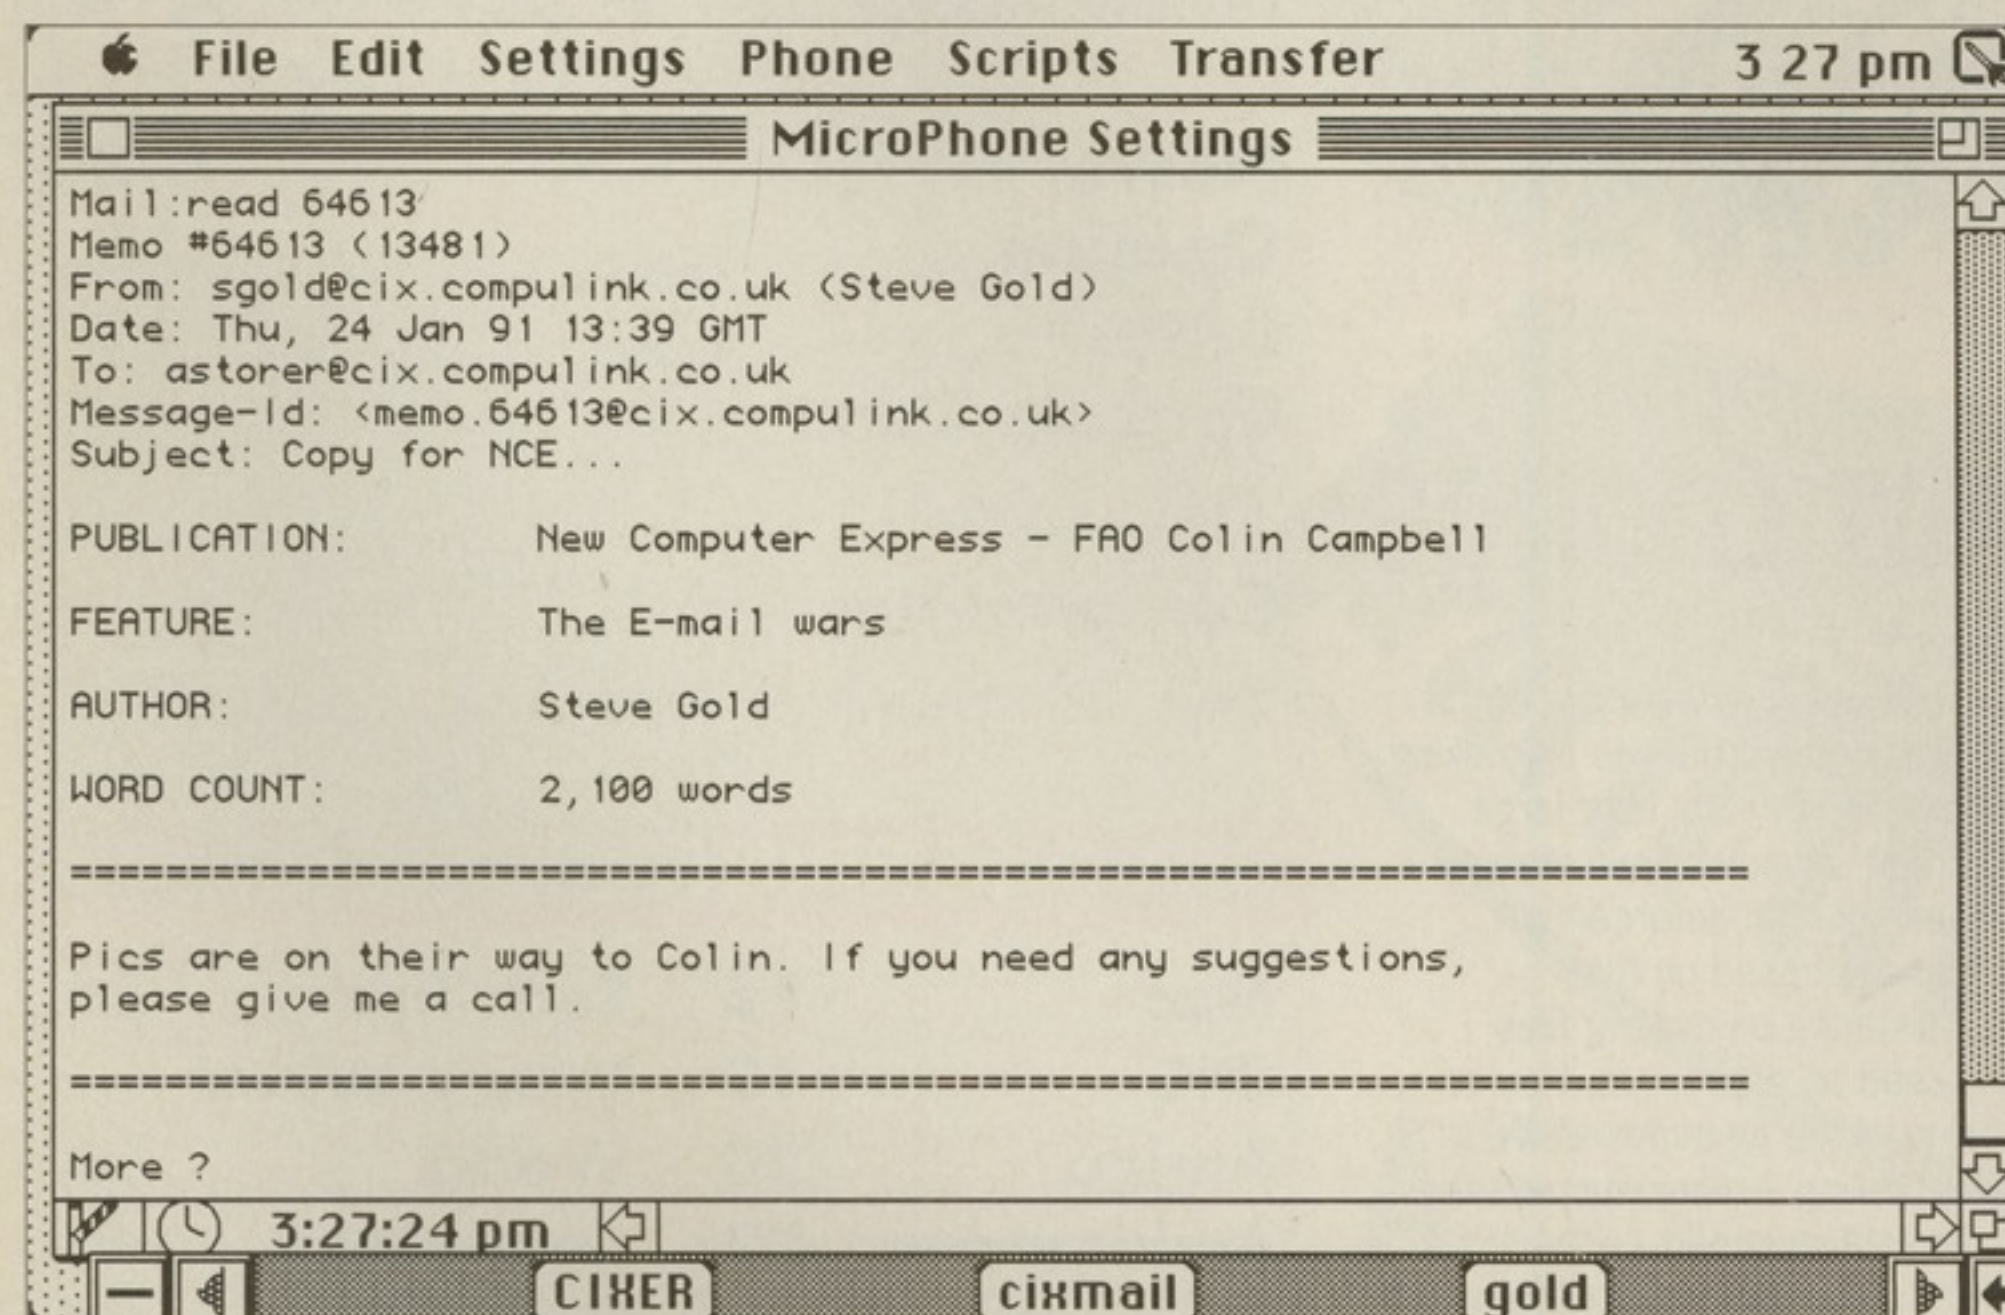 File Edit Settings Phone Scripts Transfer 3 27 pm
MicroPhone Settings
Mail:read 64613
Memo #64613 (13481)
From: sgold@cix.compulink.co.uk (Steve Gold)
Date: Thu, 24 Jan 91 13:39 GMT
To: astorer@cix.compulink.co.uk
Message-Id: <memo.64613@cix.compulink.co.uk>
Subject: Copy for NCE...
PUBLICATION: New Computer Express - FAO Colin Campbell
FEATURE: The E-mail wars
AUTHOR: Steve Gold
WORD COUNT: 2,100 words
========================================================================
Pics are on their way to Colin. If you need any suggestions,
please give me a call.
========================================================================
More ?
3:27:24 pm
CIXER cixmail gold